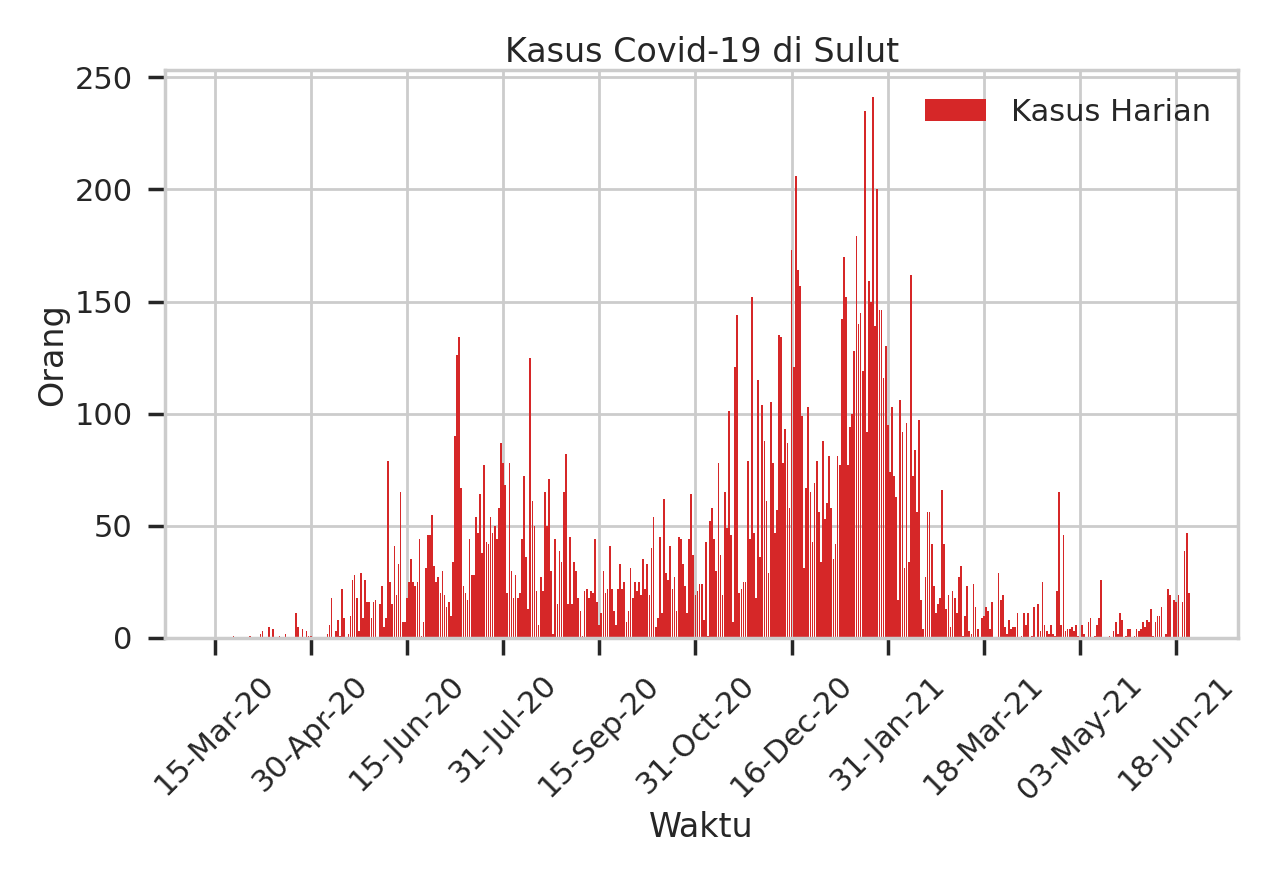 Kasus Covid-19 di Sulut
Kasus Harian
Orang
250
200
150
100
50
0
15-Mar-20
30-Apr-20
15-Jun-20
31-Jul-20
15-Sep-20
31-Oct-20
16-Dec-20
31-Jan-21
18-Mar-21
03-May-21
18-Jun-21
Waktu